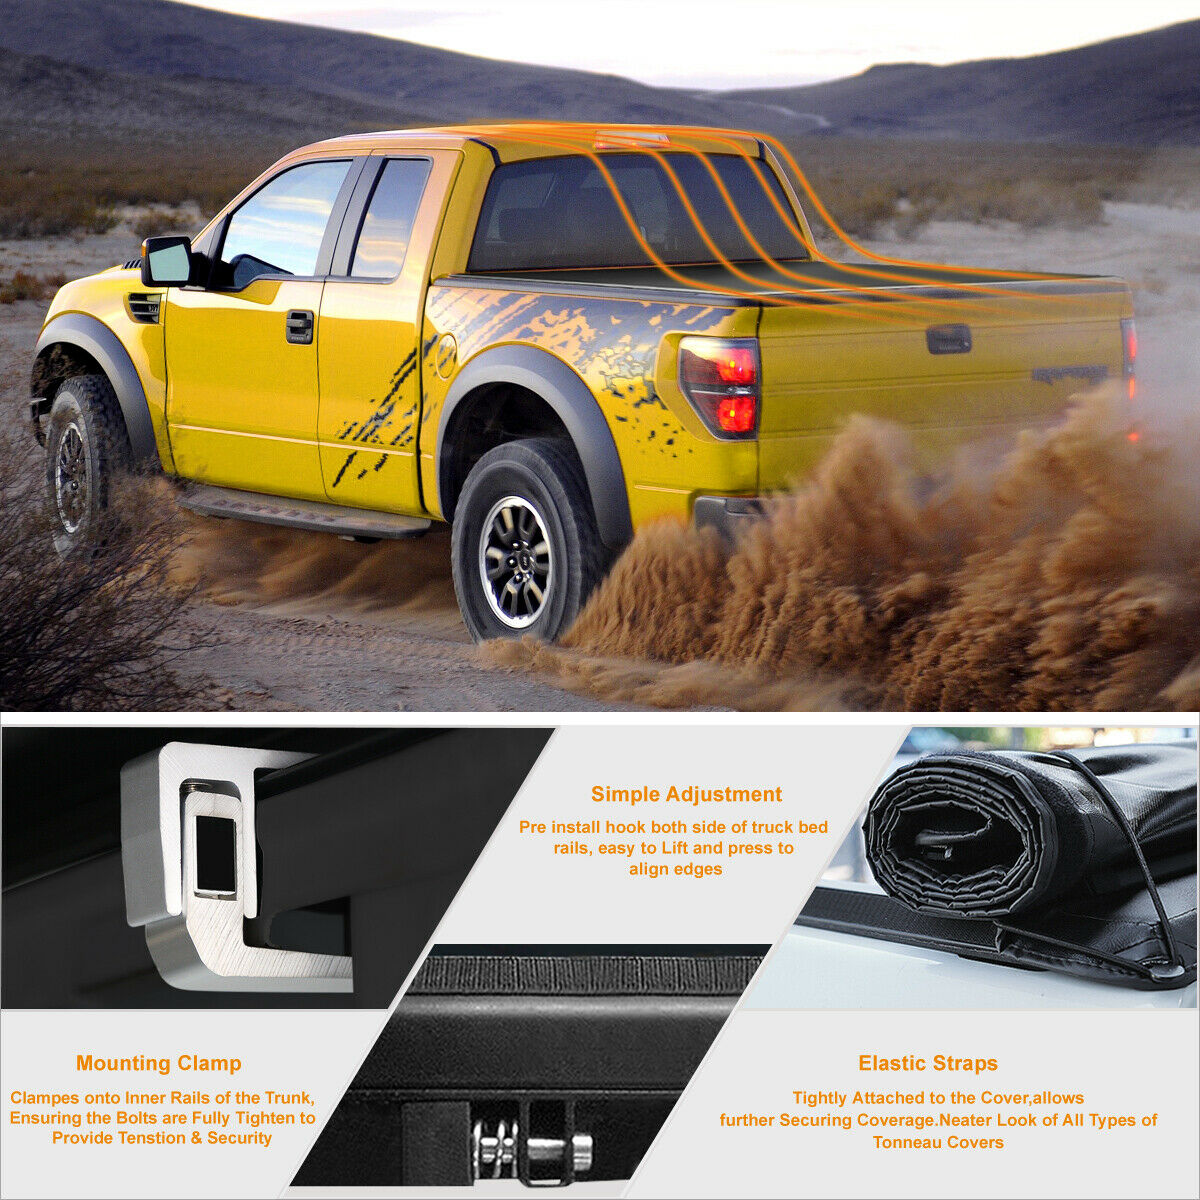 Simple Adjustment
Pre install hook both side of truck bed
rails, easy to Lift and press to
align edges
Mounting Clamp
Clampes onto Inner Rails of the Trunk,
Ensuring the Bolts are Fully Tighten to
Provide Tenstion & Security
Elastic Straps
Tightly Attached to the Cover,allows
further Securing Coverage.Neater Look of All Types of
Tonneau Covers